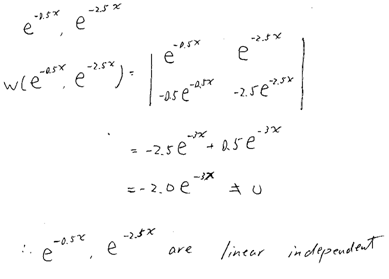 e^{-0.5x}, e^{-2.5x}
W(e^{-0.5x}, e^{-2.5x}) = | e^{-0.5x} e^{-2.5x} |
| -0.5e^{-0.5x} -2.5e^{-2.5x} |
= -2.5e^{-3x} + 0.5e^{-3x}
= -2.0e^{-3x} ≠ 0
∴ e^{-0.5x}, e^{-2.5x} are linear independent